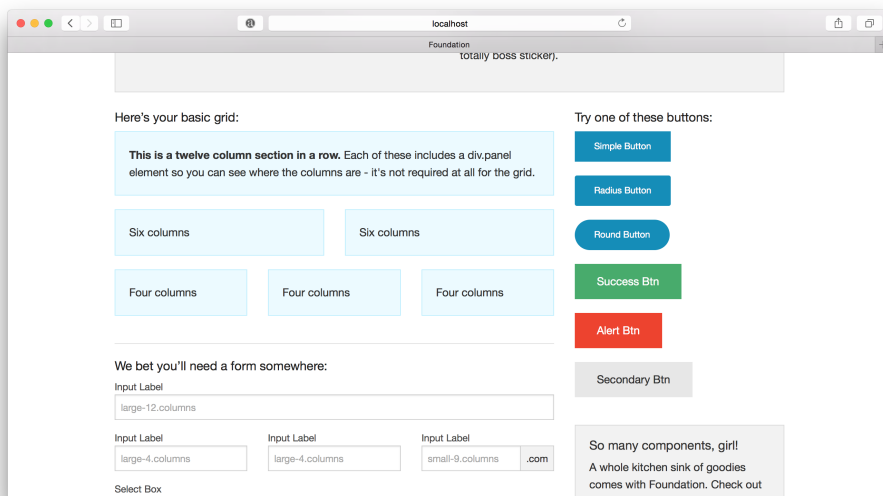 localhost
Foundation
totally boss sticker).
Here's your basic grid:
This is a twelve column section in a row. Each of these includes a div.panel
element so you can see where the columns are - it's not required at all for the grid.
Six columns
Six columns
Four columns
Four columns
Four columns
We bet you'll need a form somewhere:
Input Label
large-12.columns
Input Label
Input Label
Input Label
large-4.columns
large-4.columns
small-9.columns
.com
Select Box
Try one of these buttons:
Simple Button
Radius Button
Round Button
Success Btn
Alert Btn
Secondary Btn
So many components, girl!
A whole kitchen sink of goodies
comes with Foundation. Check out